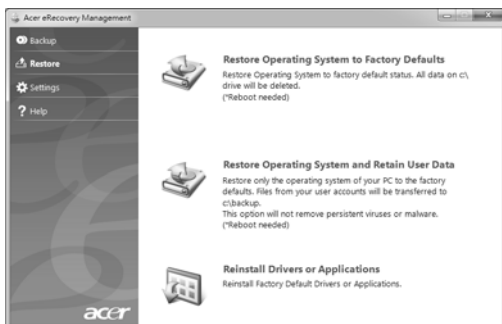 Acer eRecovery Management
Backup
Restore
Settings
Help
acer
Restore Operating System to Factory Defaults
Restore Operating System to factory default status. All data on c:\
drive will be deleted.
(*Reboot needed)
Restore Operating System and Retain User Data
Restore only the operating system of your PC to the factory
defaults. Files from your user accounts will be transferred to
c:\backup.
This option will not remove persistent viruses or malware.
(*Reboot needed)
Reinstall Drivers or Applications
Reinstall Factory Default Drivers or Applications.